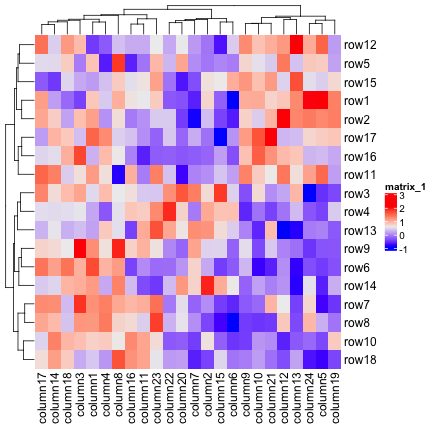 row12
row5
row15
row1
row2
row17
row16
row11
row3
row4
row13
row9
row6
row14
row7
row8
row10
row18
matrix_1
3
2
1
0
-1
column17
column14
column18
column3
column1
column4
column8
column16
column11
column23
column22
column20
column7
column2
column15
column6
column9
column10
column21
column12
column13
column24
column5
column19